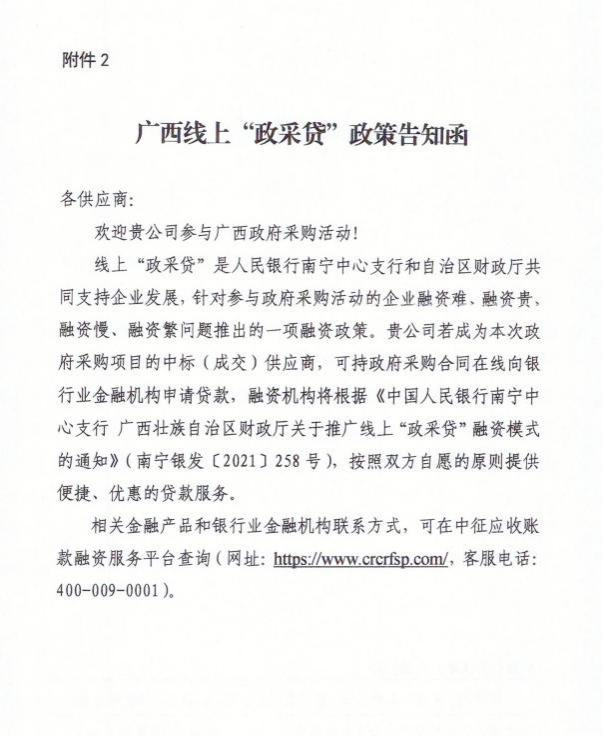 附件 2
广西线上“政采贷”政策告知函
各供应商：
欢迎贵公司参与广西政府采购活动！
线上“政采贷”是人民银行南宁中心支行和自治区财政厅共
同支持企业发展，针对参与政府采购活动的企业融资难、融资贵、
融资慢、融资繁问题推出的一项融资政策。贵公司若成为本次政
府采购项目的中标（成交）供应商，可持政府采购合同在线向银
行业金融机构申请贷款，融资机构将根据《中国人民银行南宁中
心支行 广西壮族自治区财政厅关于推广线上“政采贷”融资模式
的通知》（南宁银发〔2021〕258 号），按照双方自愿的原则提供
便捷、优惠的贷款服务。
相关金融产品和银行业金融机构联系方式，可在中征应收账
款融资服务平台查询（网址：https://www.crcrfsp.com/，客服电话：
400-009-0001）。